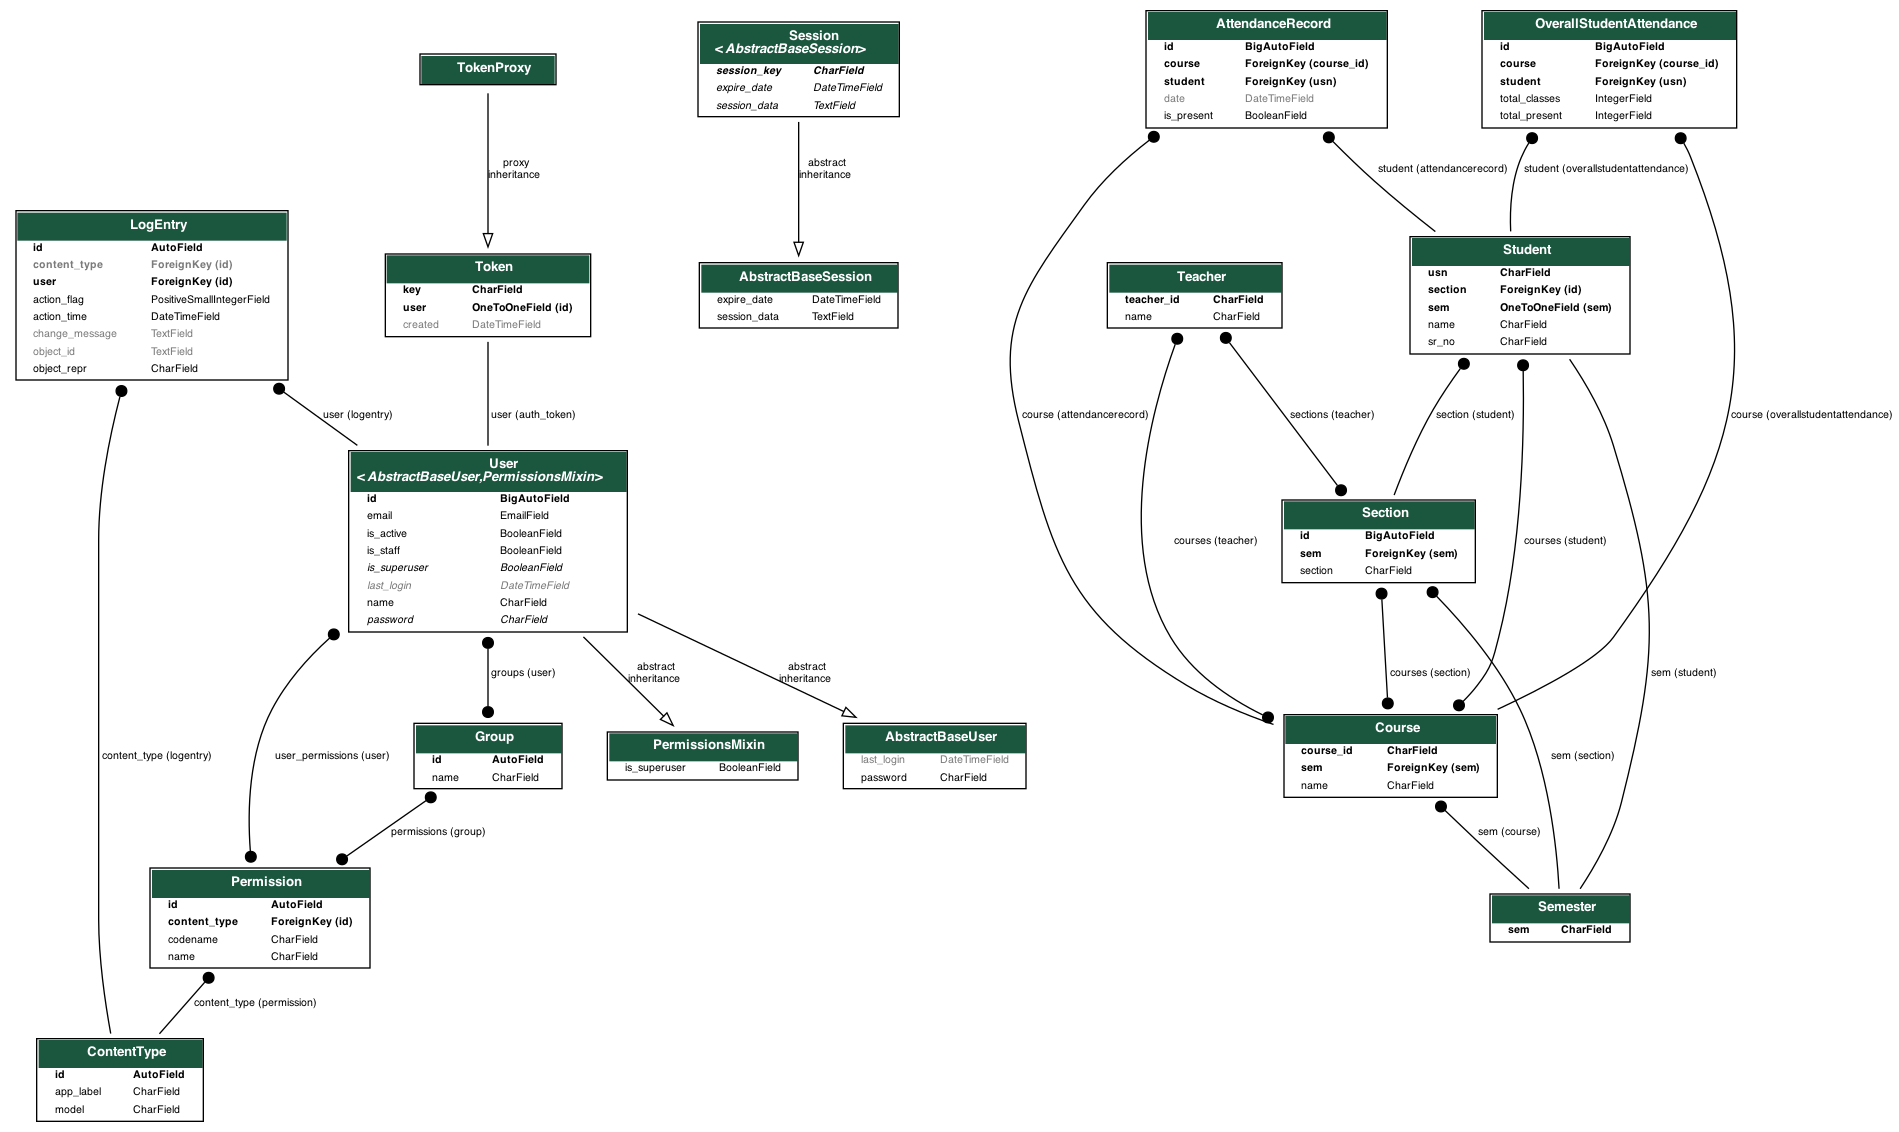 TokenProxy
proxy
inheritance
Session
< AbstractBaseSession>
session_key CharField
expire_date DateTimeField
session_data TextField
abstract
inheritance
AttendanceRecord
id BigAutoField
course ForeignKey (course_id)
student ForeignKey (usn)
date DateTimeField
is_present BooleanField
OverallStudentAttendance
id BigAutoField
course ForeignKey (course_id)
student ForeignKey (usn)
total_classes IntegerField
total_present IntegerField
student (attendancerecord)
student (overallstudentattendance)
LogEntry
id AutoField
content_type ForeignKey (id)
user ForeignKey (id)
action_flag PositiveSmallIntegerField
action_time DateTimeField
change_message TextField
object_id TextField
object_repr CharField
Token
key CharField
user OneToOneField (id)
created DateTimeField
AbstractBaseSession
expire_date DateTimeField
session_data TextField
Teacher
teacher_id CharField
name CharField
Student
usn CharField
section ForeignKey (id)
sem OneToOneField (sem)
name CharField
sr_no CharField
user (logentry)
user (auth_token)
course (attendancerecord)
sections (teacher)
section (student)
course (overallstudentattendance)
User
< AbstractBaseUser,PermissionsMixin>
id BigAutoField
email EmailField
is_active BooleanField
is_staff BooleanField
is_superuser BooleanField
last_login DateTimeField
name CharField
password CharField
Section
id BigAutoField
sem ForeignKey (sem)
section CharField
courses (teacher)
courses (student)
groups (user)
abstract
inheritance
abstract
inheritance
courses (section)
sem (student)
content_type (logentry)
user_permissions (user)
Group
id AutoField
name CharField
PermissionsMixin
is_superuser BooleanField
AbstractBaseUser
last_login DateTimeField
password CharField
Course
course_id CharField
sem ForeignKey (sem)
name CharField
sem (section)
permissions (group)
sem (course)
Permission
id AutoField
content_type ForeignKey (id)
codename CharField
name CharField
Semester
sem CharField
content_type (permission)
ContentType
id AutoField
app_label CharField
model CharField